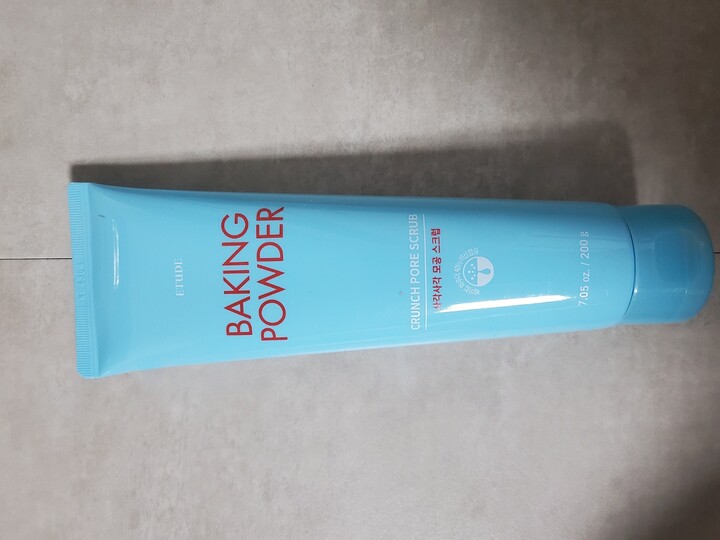 ETUDE
BAKING
POWDER
CRUNCH PORE SCRUB
사각사각 모공 스크럽
7.05 oz. / 200 g